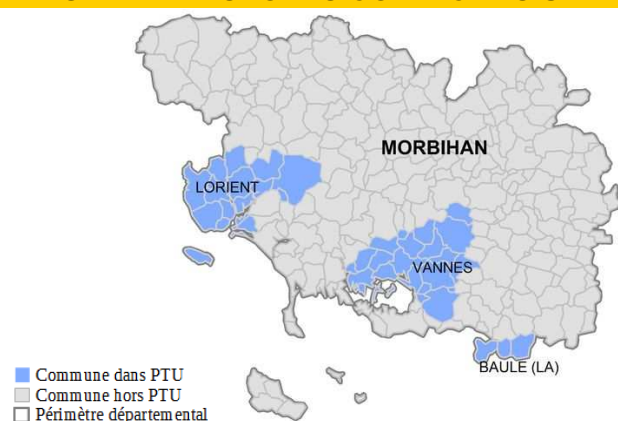 MORBIHAN
LORIENT
VANNES
BAULE (LA)
Commune dans PTU
Commune hors PTU
Périmètre départemental